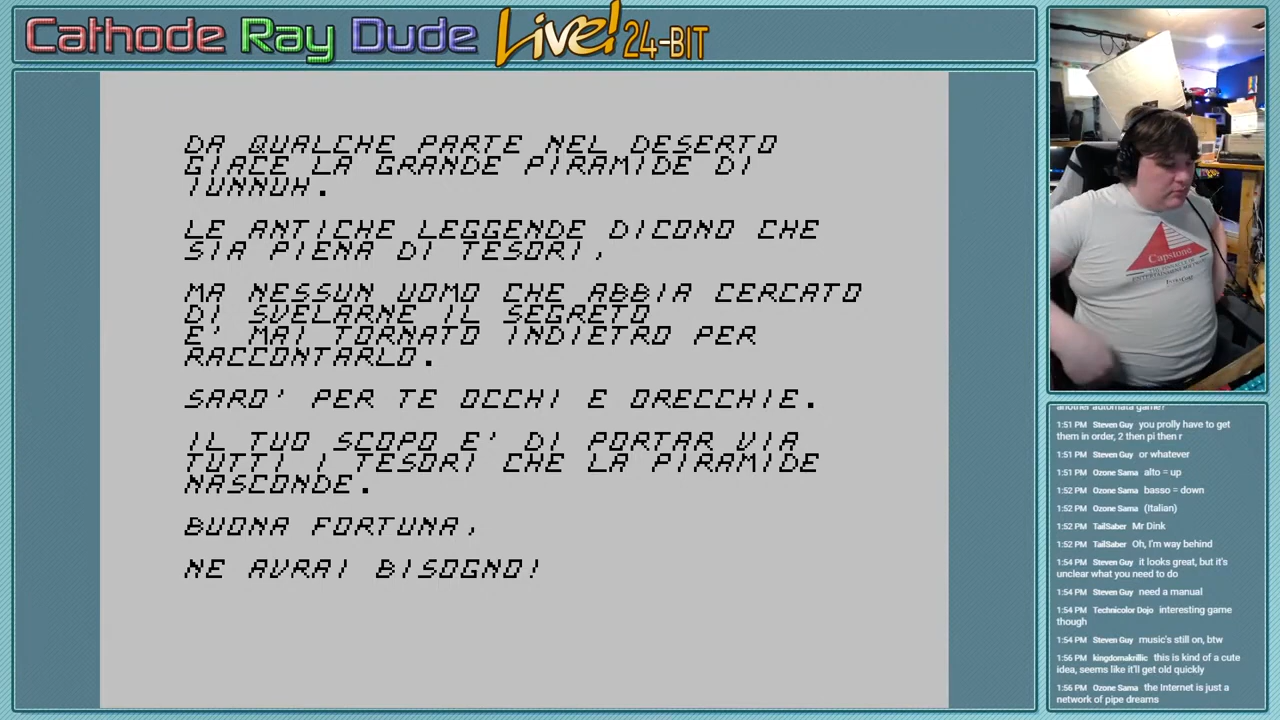 Cathode Ray Dude Live! 24-BIT
DA QUALCHE PARTE NEL DESERTO
GIACE LA GRANDE PIRAMIDE DI
IUNNUH.
LE ANTICHE LEGGENDE DICONO CHE
SIA PIENA DI TESORI,
MA NESSUN UOMO CHE ABBIA CERCATO
DI SVELARNE IL SEGRETO
E' MAI TORNATO INDIETRO PER
RACCONTARLO.
SARO' PER TE OCCHI E ORECCHIE.
IL TUO SCOPO E' DI PORTAR VIA
TUTTI I TESORI CHE LA PIRAMIDE
NASCONDE.
BUONA FORTUNA,
NE AVRAI BISOGNO!
Capstone
THE PINNACLE OF
ENTERTAINMENT SOFTWARE
another automata game?
1:51 PM Steven Guy you prolly have to get
them in order, 2 then pi then r
1:51 PM Steven Guy or whatever
1:51 PM Ozone Sama alto = up
1:52 PM Ozone Sama basso = down
1:52 PM Ozone Sama (Italian)
1:52 PM TailSaber Mr Dink
1:52 PM TailSaber Oh, I'm way behind
1:54 PM Steven Guy it looks great, but it's
unclear what you need to do
1:54 PM Steven Guy need a manual
1:54 PM Technicolor Dojo interesting game
though
1:54 PM Steven Guy music's still on, btw
1:56 PM kingdomakrillic this is kind of a cute
idea, seems like it'll get old quickly
1:56 PM Ozone Sama the Internet is just a
network of pipe dreams